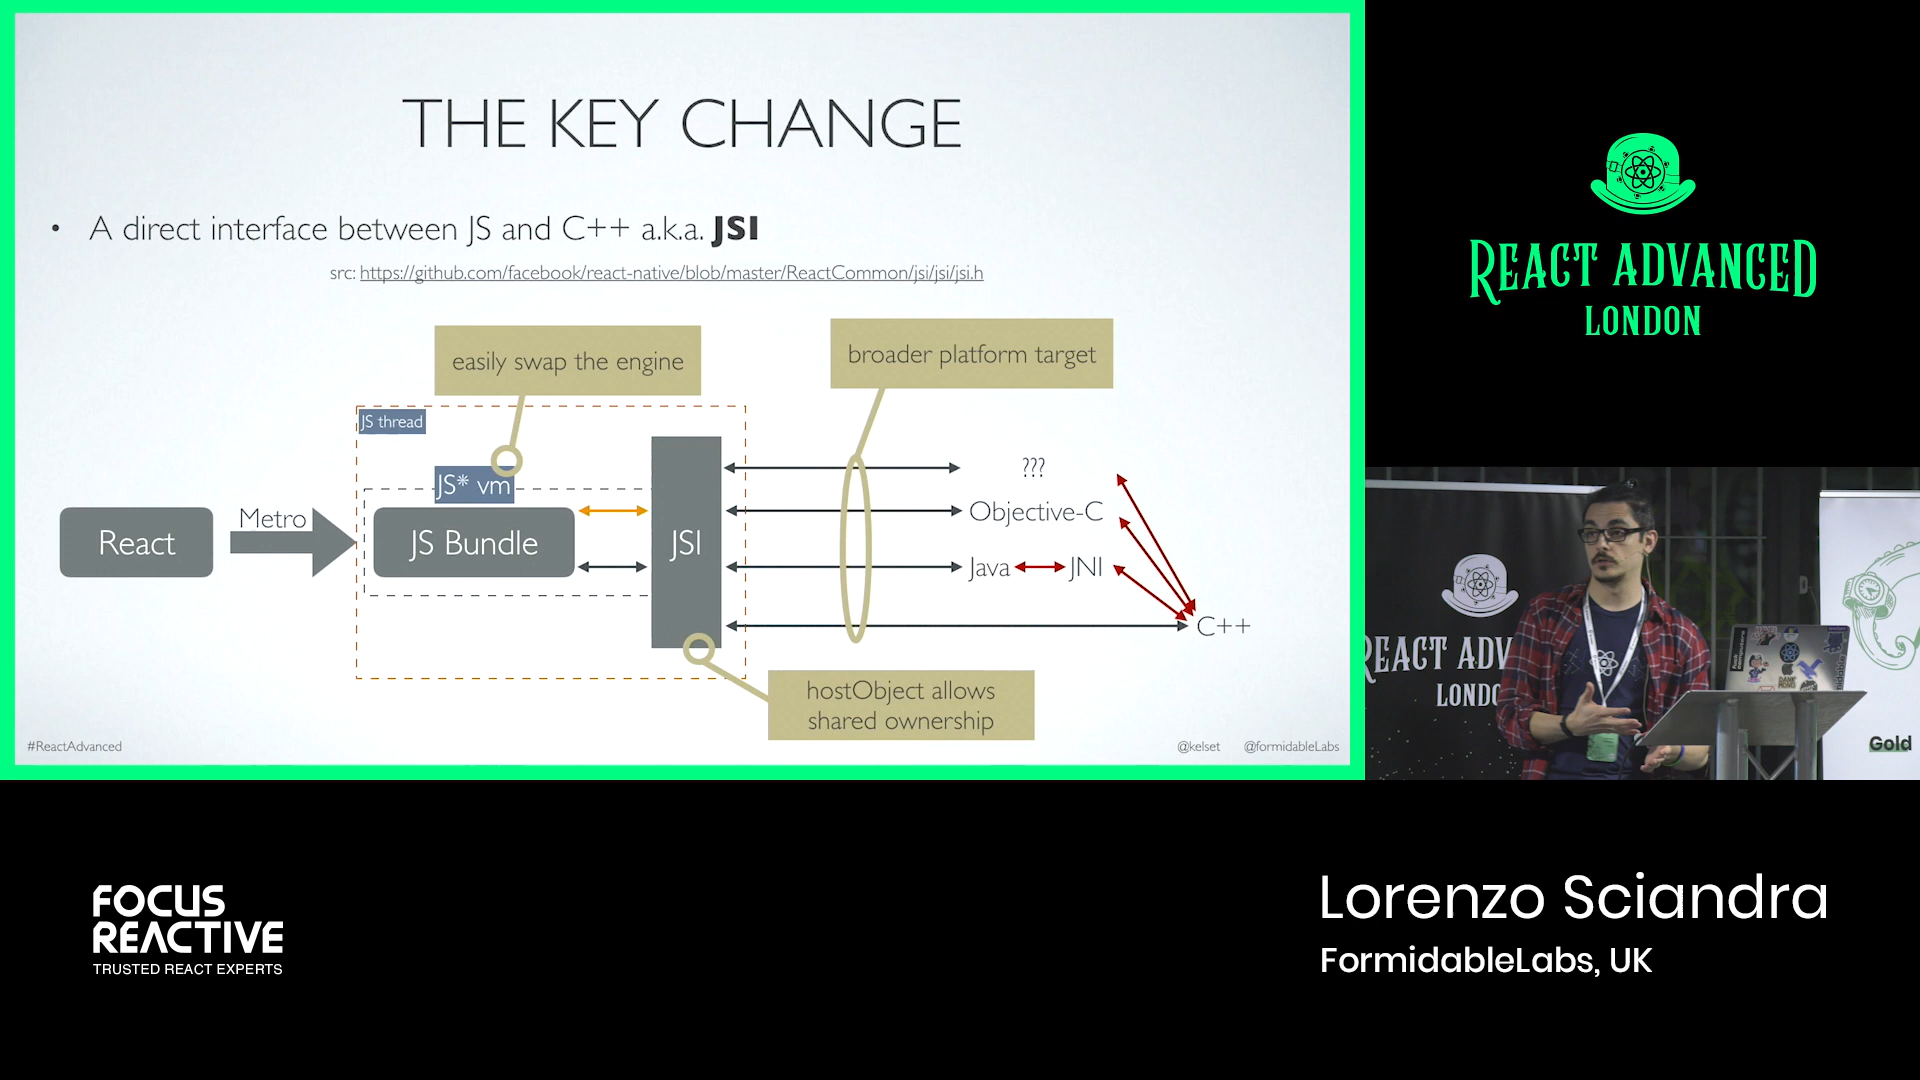 THE KEY CHANGE
• A direct interface between JS and C++ a.k.a. JSI
src: https://github.com/facebook/react-native/blob/master/ReactCommon/jsi/jsi/jsi.h
easily swap the engine
broader platform target
JS thread
JS* vm
React
Metro
JS Bundle
JSI
???
Objective-C
Java
JNI
C++
hostObject allows
shared ownership
#ReactAdvanced
@kelset
@formidableLabs
REACT ADVANCED
LONDON
REACT ADV
LONDO
Gold
FOCUS
REACTIVE
TRUSTED REACT EXPERTS
Lorenzo Sciandra
FormidableLabs, UK